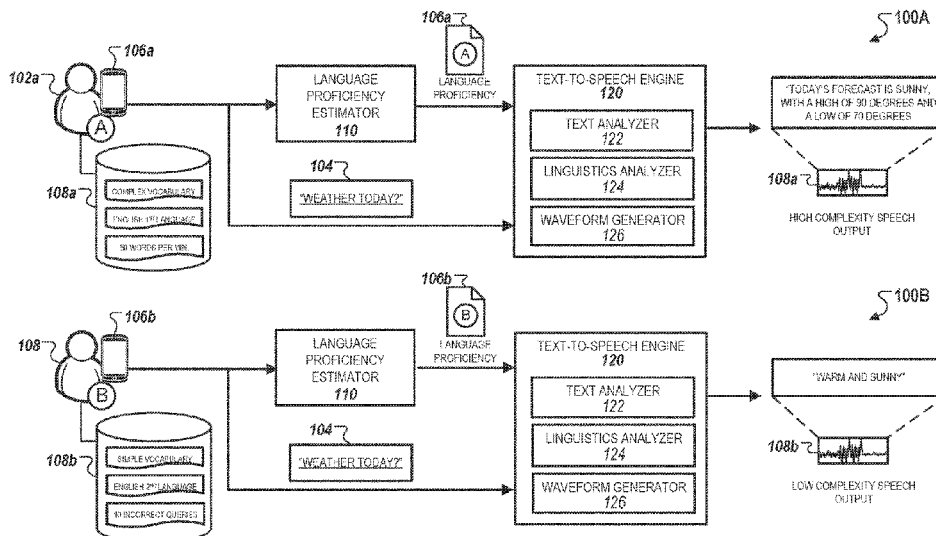 100A
106a
106a
102a
A
A
LANGUAGE
PROFICIENCY
LANGUAGE
PROFICIENCY
ESTIMATOR
110
TEXT-TO-SPEECH ENGINE
120
TEXT ANALYZER
122
LINGUISTICS ANALYZER
124
WAVEFORM GENERATOR
126
"TODAY'S FORECAST IS SUNNY,
WITH A HIGH OF 90 DEGREES AND
A LOW OF 70 DEGREES
108a
HIGH COMPLEXITY SPEECH
OUTPUT
104
"WEATHER TODAY?"
108a
COMPLEX VOCABULARY
ENGLISH 1ST LANGUAGE
50 WORDS PER MIN.
100B
106b
106b
108
B
B
LANGUAGE
PROFICIENCY
LANGUAGE
PROFICIENCY
ESTIMATOR
110
TEXT-TO-SPEECH ENGINE
120
TEXT ANALYZER
122
LINGUISTICS ANALYZER
124
WAVEFORM GENERATOR
126
"WARM AND SUNNY"
108b
LOW COMPLEXITY SPEECH
OUTPUT
104
"WEATHER TODAY?"
108b
SIMPLE VOCABULARY
ENGLISH 2ND LANGUAGE
10 INCORRECT QUERIES